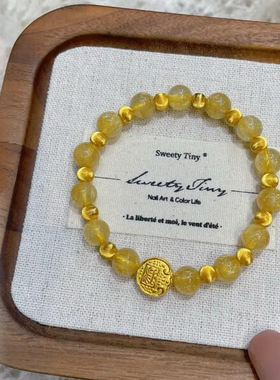 Sweety Tiny ®
Sweety Tiny
Nail Art & Color Life
· La liberté et moi, le vent d'été ·